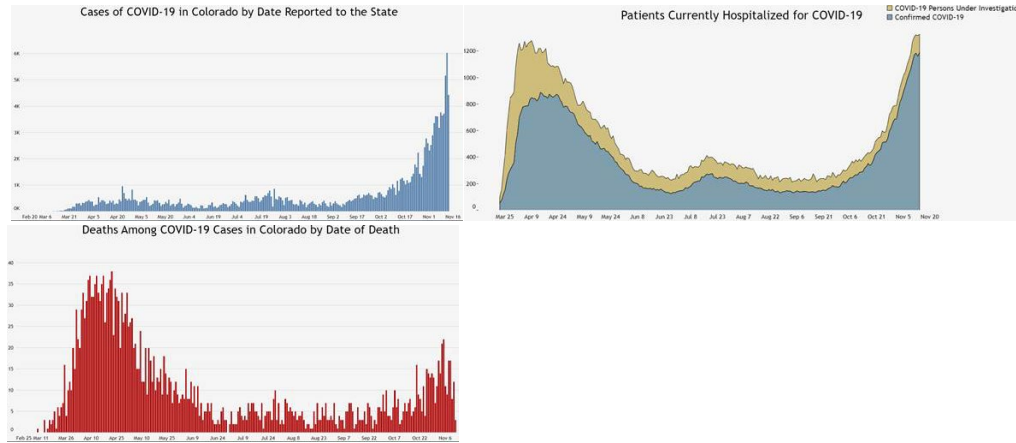 Cases of COVID-19 in Colorado by Date Reported to the State
6K
5K
4K
3K
2K
1K
0K
Feb 20 Mar 6 Mar 21 Apr 5 Apr 20 May 5 May 20 Jun 4 Jun 19 Jul 4 Jul 19 Aug 3 Aug 18 Sep 2 Sep 17 Oct 2 Oct 17 Nov 1 Nov 16
Patients Currently Hospitalized for COVID-19
COVID-19 Persons Under Investigatio
Confirmed COVID-19
1200
1000
800
600
400
200
0
Mar 25 Apr 9 Apr 24 May 9 May 24 Jun 8 Jun 23 Jul 8 Jul 23 Aug 7 Aug 22 Sep 6 Sep 21 Oct 6 Oct 21 Nov 5 Nov 20
Deaths Among COVID-19 Cases in Colorado by Date of Death
40
35
30
25
20
15
10
5
0
Feb 25 Mar 11 Mar 26 Apr 10 Apr 25 May 10 May 25 Jun 9 Jun 24 Jul 9 Jul 24 Aug 8 Aug 23 Sep 7 Sep 22 Oct 7 Oct 22 Nov 6